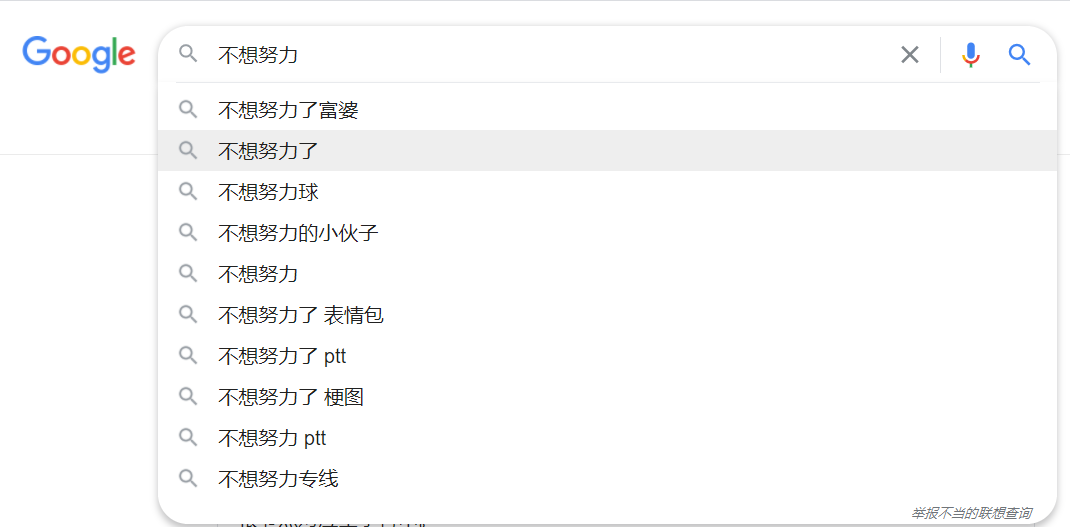 Google
不想努力
不想努力了富婆
不想努力了
不想努力球
不想努力的小伙子
不想努力
不想努力了 表情包
不想努力了 ptt
不想努力了 梗图
不想努力 ptt
不想努力专线
举报不当的联想查询